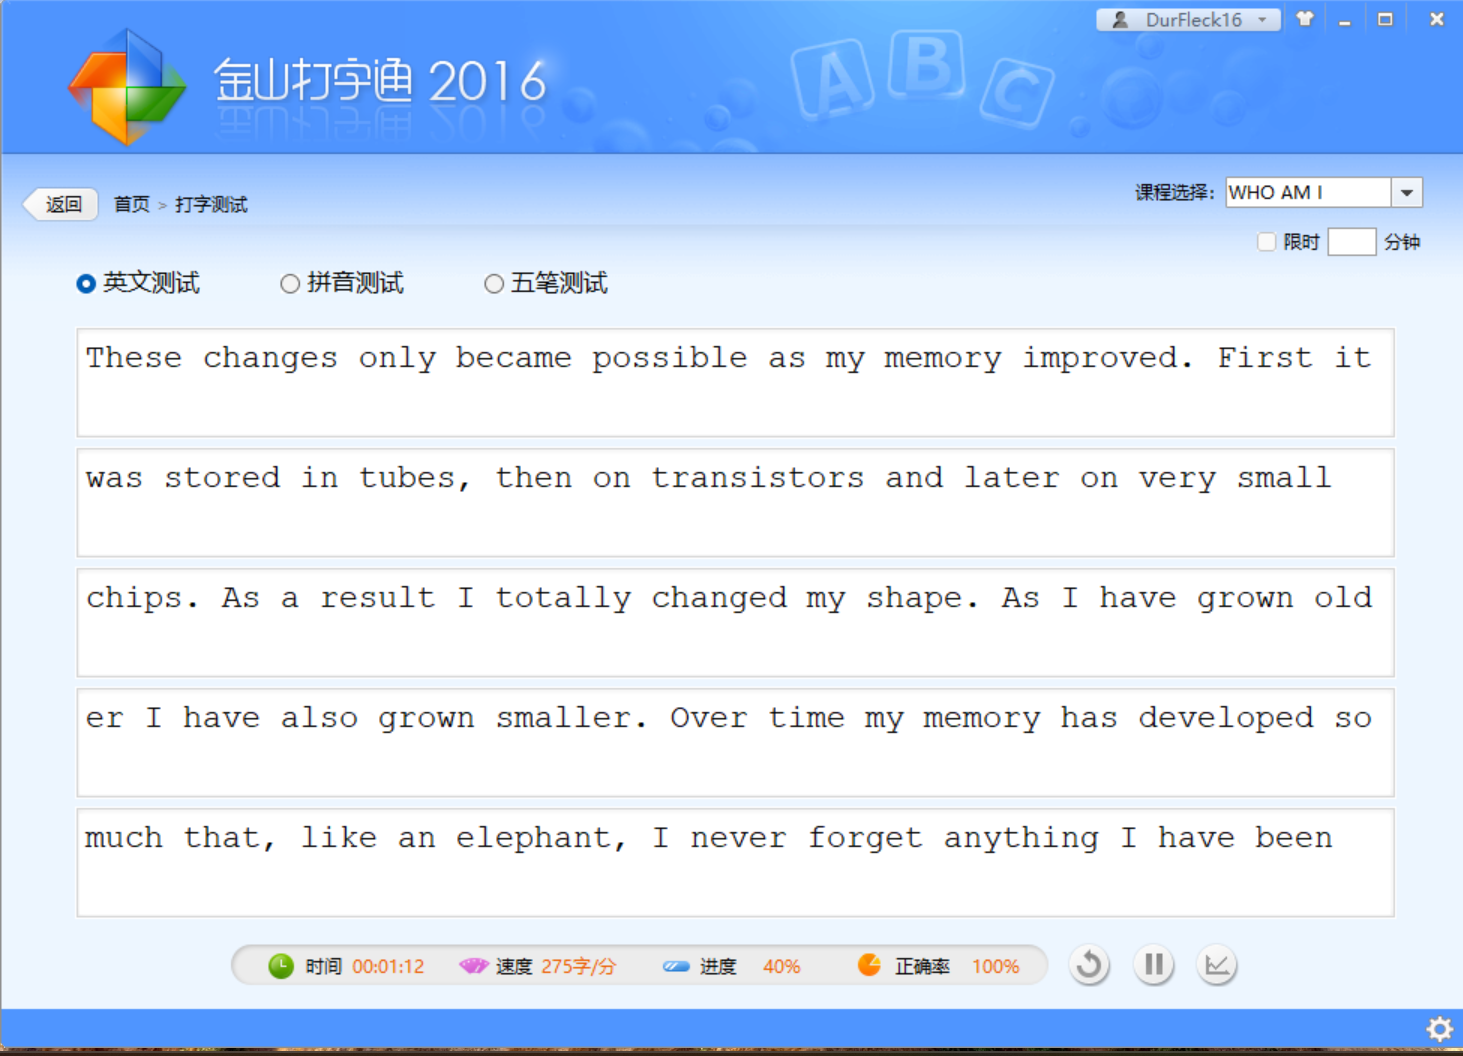 DurFleck16
金山打字通 2016
A B C
返回 首页 > 打字测试
课程选择: WHO AM I
限时 分钟
英文测试 拼音测试 五笔测试
These changes only became possible as my memory improved. First it
was stored in tubes, then on transistors and later on very small
chips. As a result I totally changed my shape. As I have grown old
er I have also grown smaller. Over time my memory has developed so
much that, like an elephant, I never forget anything I have been
时间 00:01:12 速度 275字/分 进度 40% 正确率 100%